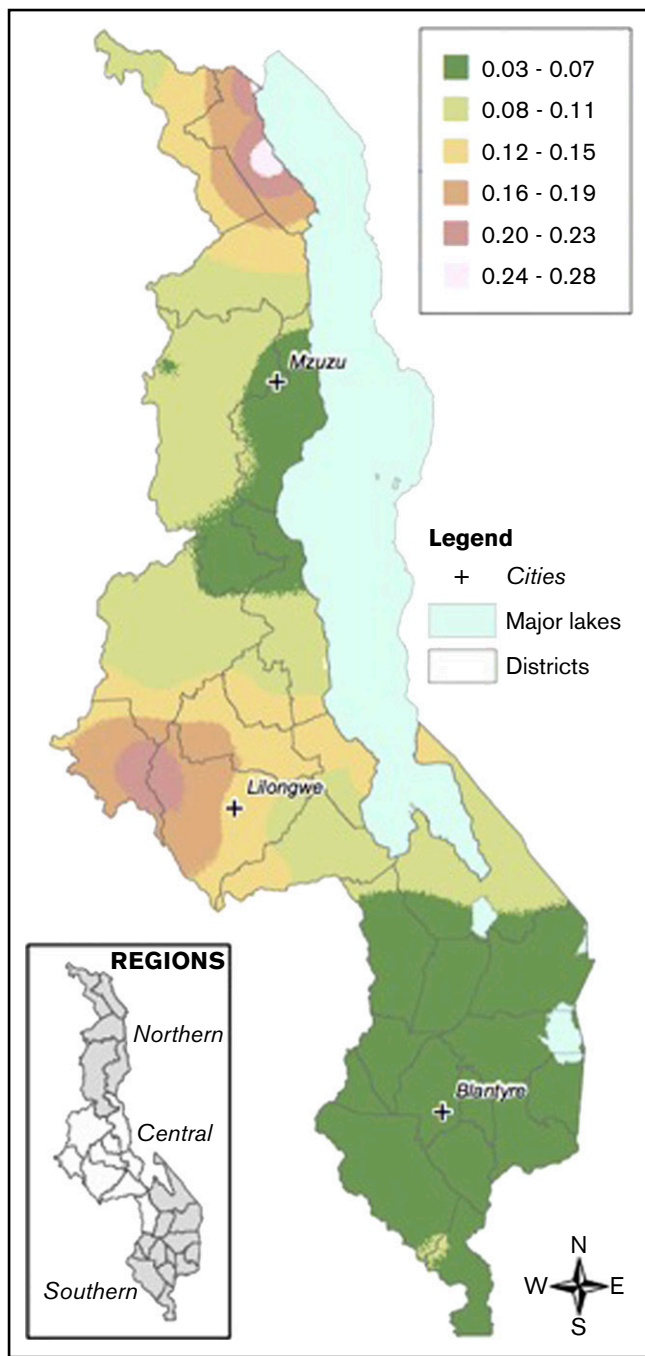 0.03 - 0.07
0.08 - 0.11
0.12 - 0.15
0.16 - 0.19
0.20 - 0.23
0.24 - 0.28
Mzuzu
Legend
+ Cities
Major lakes
Districts
Lilongwe
REGIONS
Northern
Central
Southern
Blantyre
N
W E
S